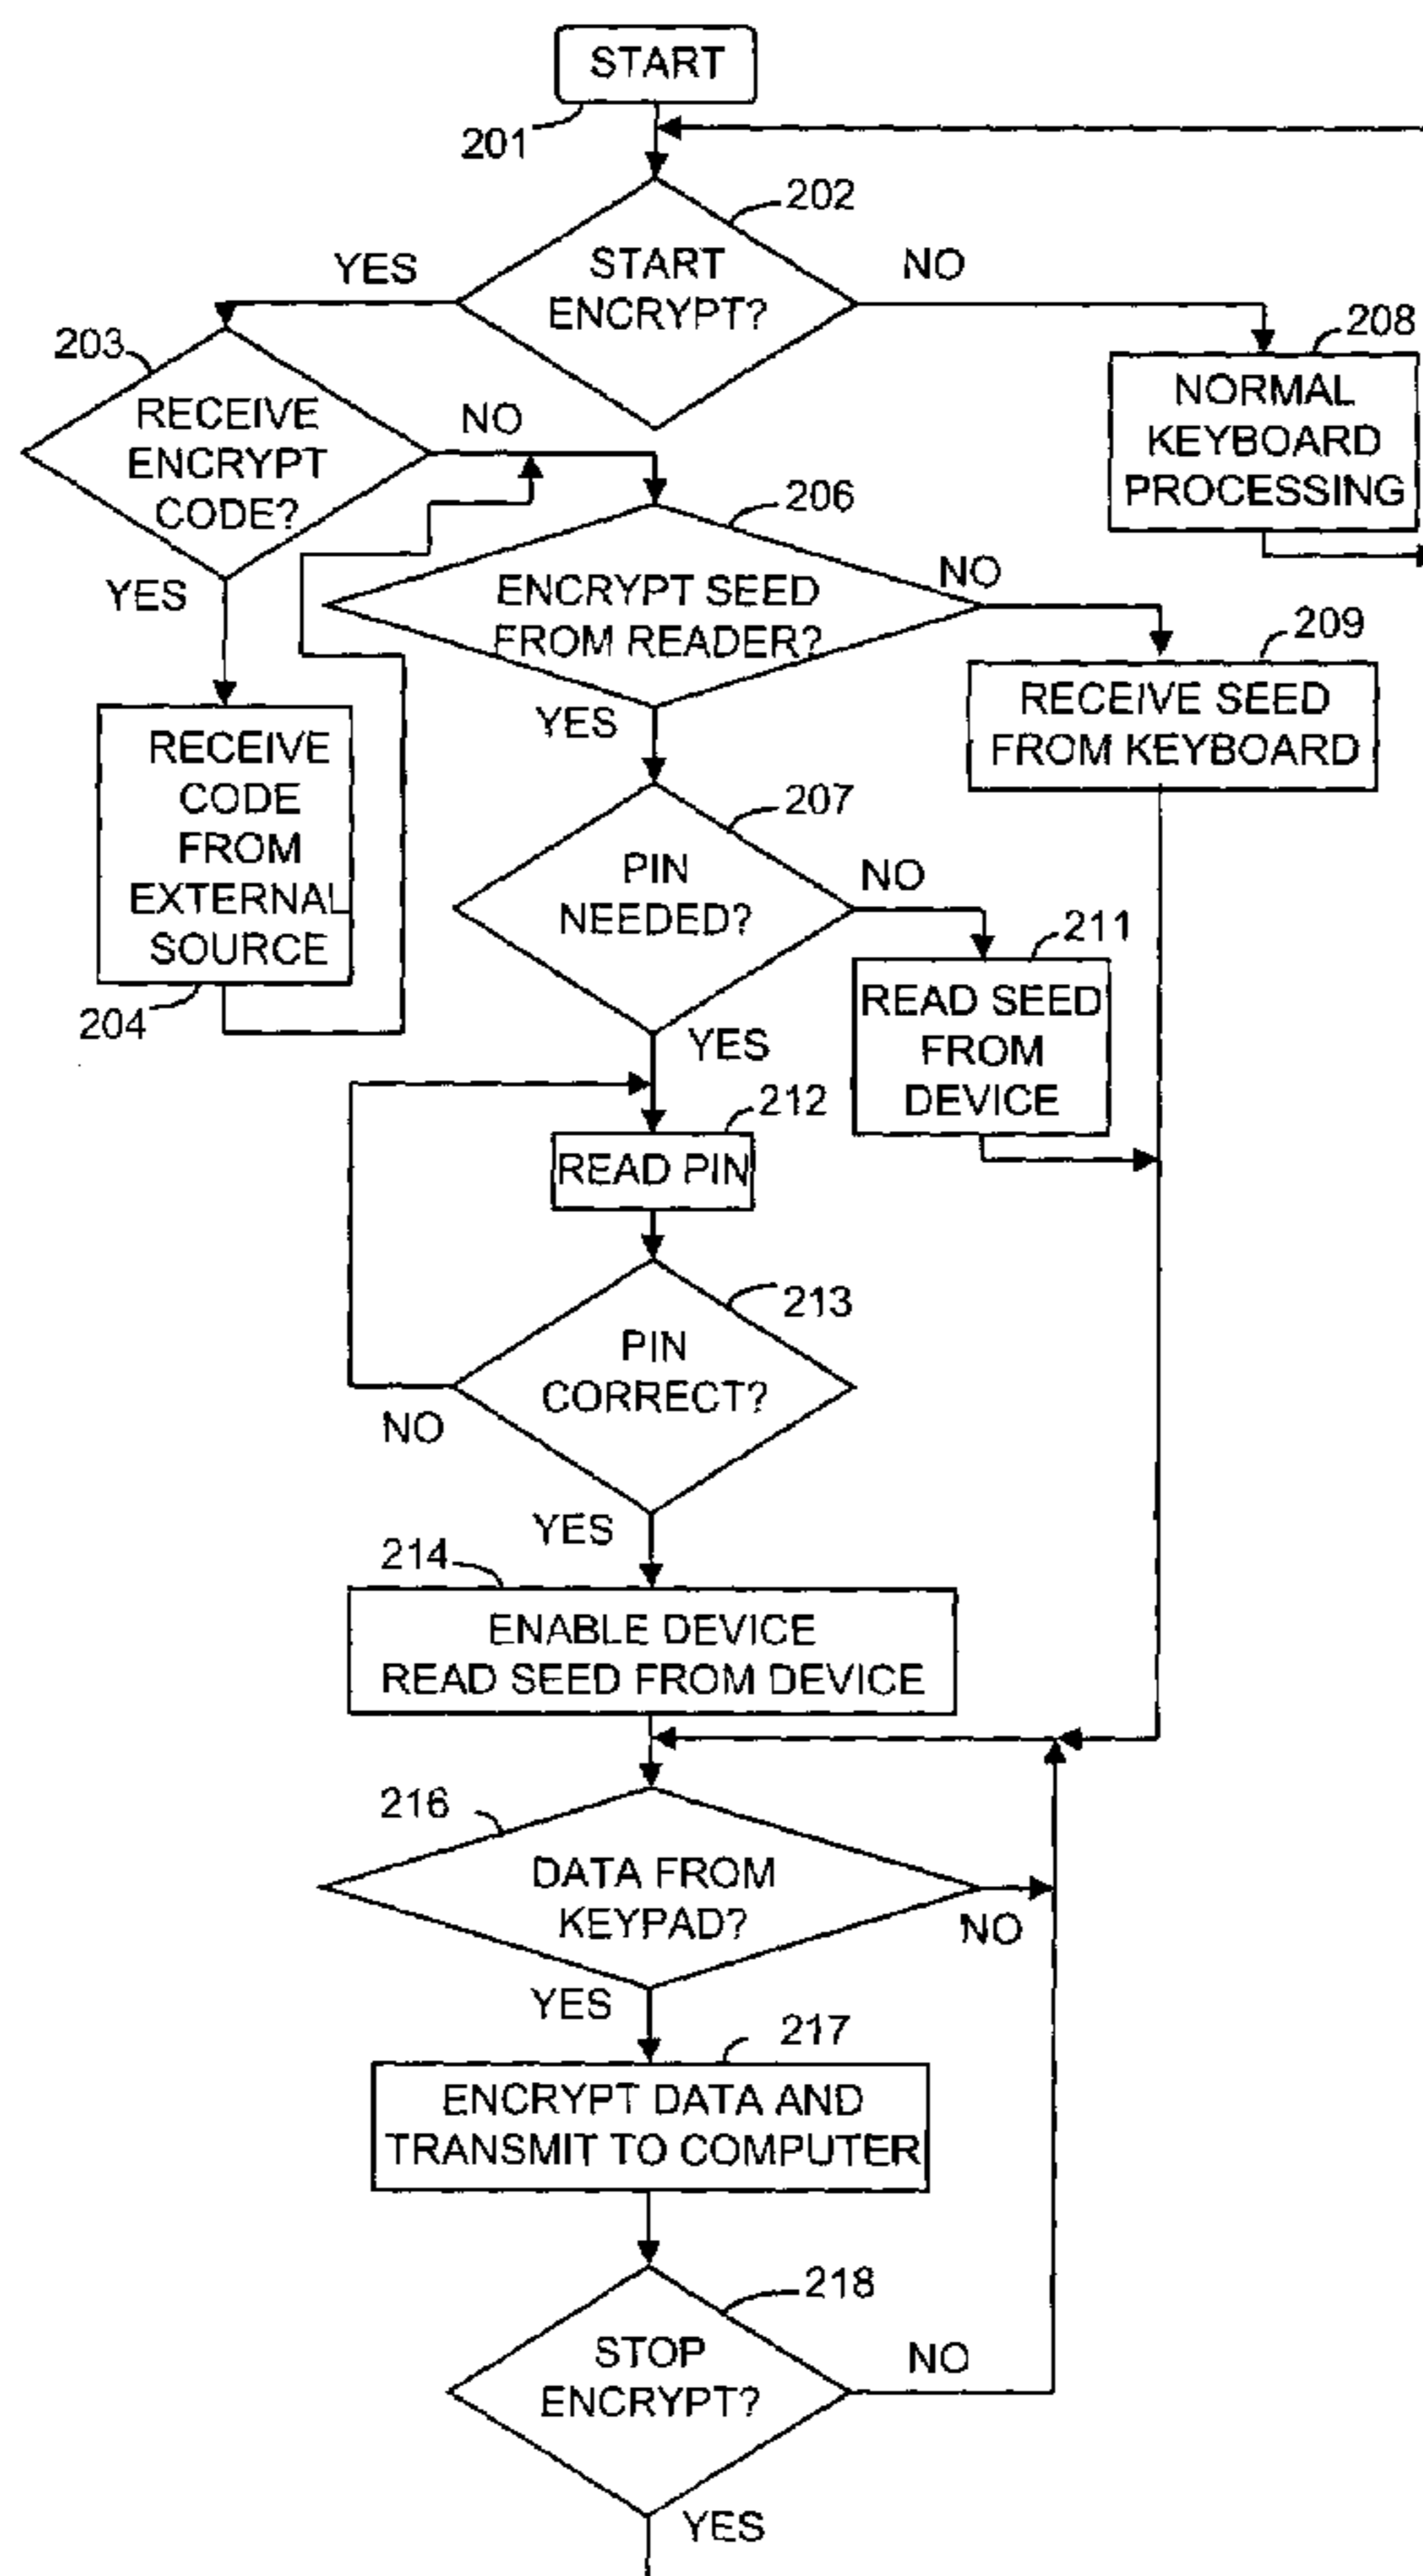 START
201
202
YES
START
ENCRYPT?
NO
203
RECEIVE
ENCRYPT
CODE?
NO
208
NORMAL
KEYBOARD
PROCESSING
206
YES
ENCRYPT SEED
FROM READER?
NO
209
RECEIVE SEED
FROM KEYBOARD
YES
RECEIVE
CODE
FROM
EXTERNAL
SOURCE
204
207
PIN
NEEDED?
NO
211
READ SEED
FROM
DEVICE
YES
212
READ PIN
213
PIN
CORRECT?
NO
YES
214
ENABLE DEVICE
READ SEED FROM DEVICE
216
DATA FROM
KEYPAD?
NO
YES
217
ENCRYPT DATA AND
TRANSMIT TO COMPUTER
218
STOP
ENCRYPT?
NO
YES